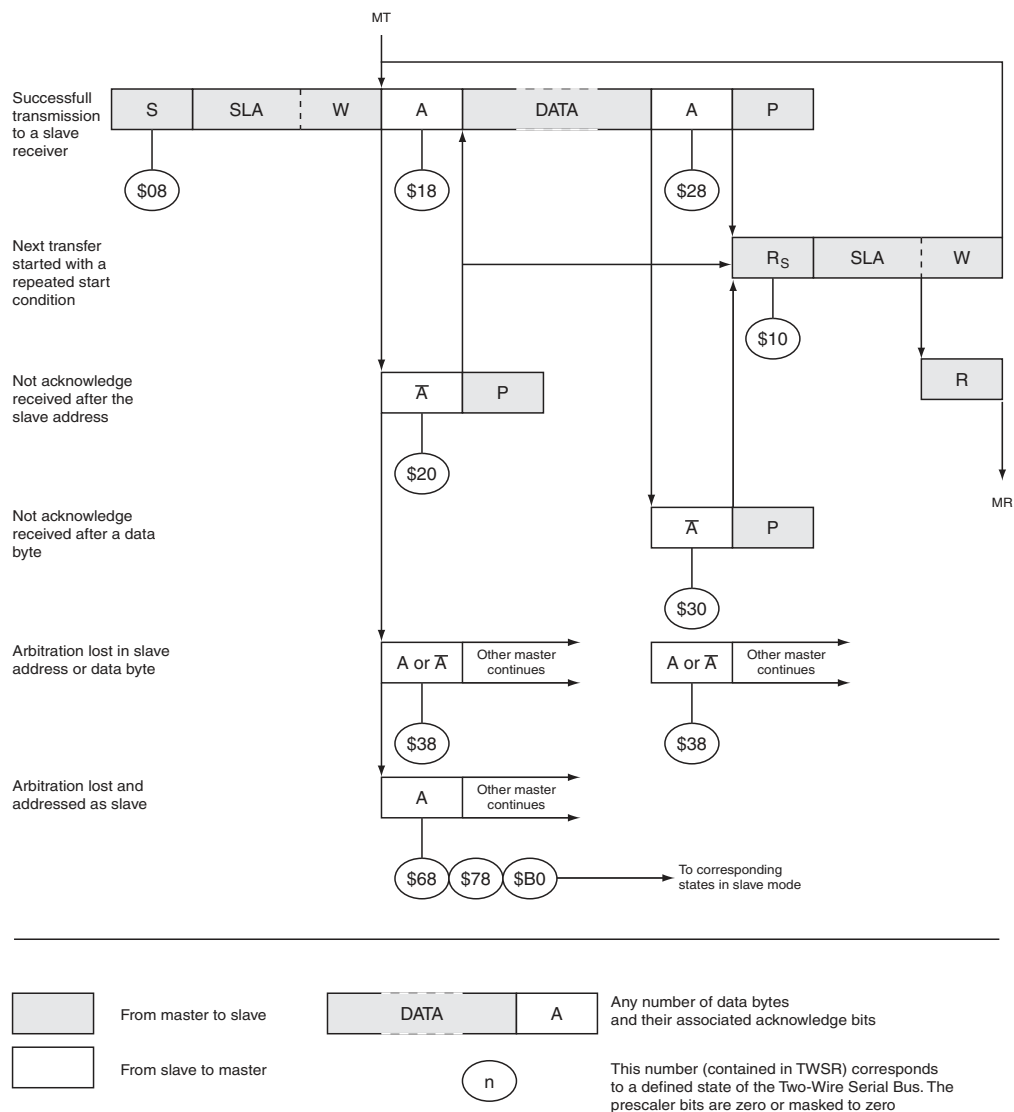 MT
Successfull
transmission
to a slave
receiver
S SLA W A DATA A P
$08 $18 $28
Next transfer
started with a
repeated start
condition
RS SLA W
$10
Not acknowledge
received after the
slave address
A̅ P
R
$20
MR
Not acknowledge
received after a data
byte
A̅ P
$30
Arbitration lost in slave
address or data byte
A or A̅ Other master
continues
A or A̅ Other master
continues
$38 $38
Arbitration lost and
addressed as slave
A Other master
continues
$68 $78 $B0
To corresponding
states in slave mode
From master to slave
DATA A
Any number of data bytes
and their associated acknowledge bits
From slave to master
n
This number (contained in TWSR) corresponds
to a defined state of the Two-Wire Serial Bus. The
prescaler bits are zero or masked to zero